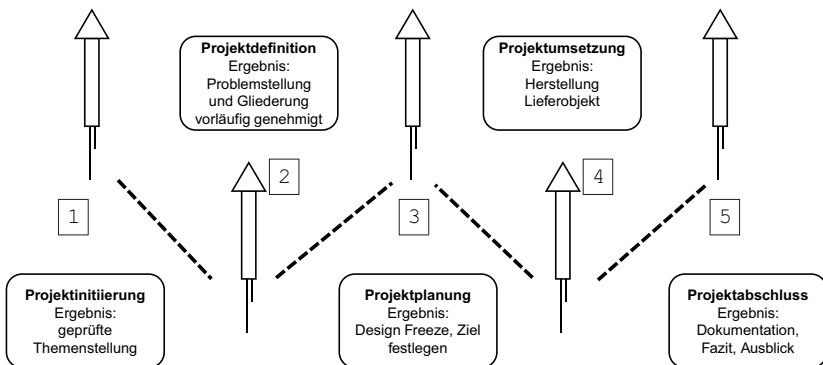 Projektdefinition
Ergebnis:
Problemstellung
und Gliederung
vorläufig genehmigt
Projektumsetzung
Ergebnis:
Herstellung
Lieferobjekt
1
2
3
4
5
Projektinitiierung
Ergebnis:
geprüfte
Themenstellung
Projektplanung
Ergebnis:
Design Freeze, Ziel
festlegen
Projektabschluss
Ergebnis:
Dokumentation,
Fazit, Ausblick